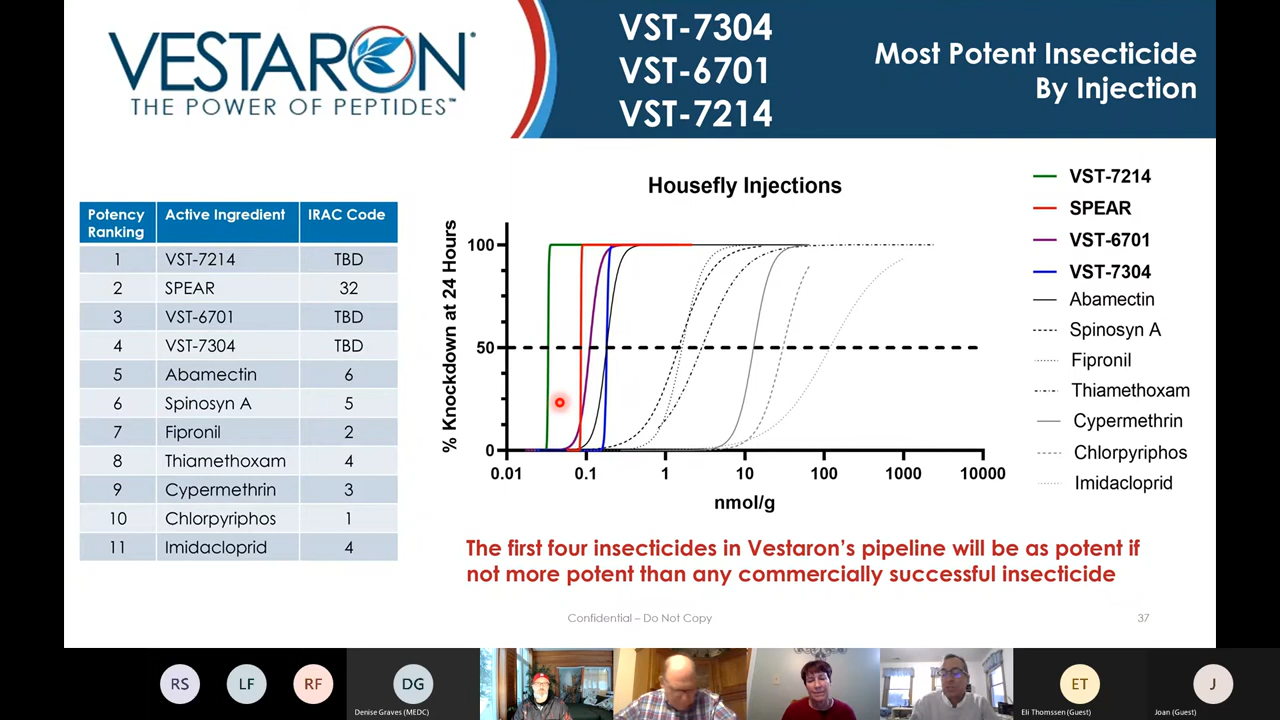 VESTARON
THE POWER OF PEPTIDES™
VST-7304
VST-6701
VST-7214
Most Potent Insecticide
By Injection
Potency Ranking Active Ingredient IRAC Code
1 VST-7214 TBD
2 SPEAR 32
3 VST-6701 TBD
4 VST-7304 TBD
5 Abamectin 6
6 Spinosyn A 5
7 Fipronil 2
8 Thiamethoxam 4
9 Cypermethrin 3
10 Chlorpyriphos 1
11 Imidacloprid 4
Housefly Injections
% Knockdown at 24 Hours
100
50
0
0.01 0.1 1 10 100 1000 10000
nmol/g
VST-7214
SPEAR
VST-6701
VST-7304
Abamectin
Spinosyn A
Fipronil
Thiamethoxam
Cypermethrin
Chlorpyriphos
Imidacloprid
The first four insecticides in Vestaron's pipeline will be as potent if
not more potent than any commercially successful insecticide
Confidential – Do Not Copy
37
RS LF RF DG ET J
Denise Graves (MEDC) Eli Thomssen (Guest) Joan (Guest)